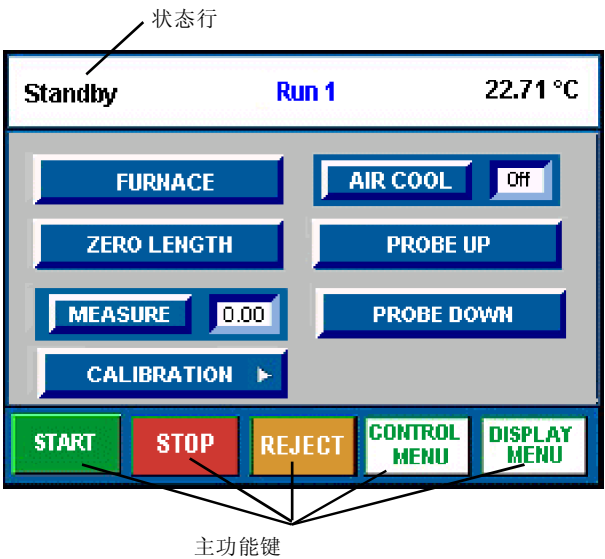 状态行
Standby Run 1 22.71 °C
FURNACE AIR COOL Off
ZERO LENGTH PROBE UP
MEASURE 0.00 PROBE DOWN
CALIBRATION
START STOP REJECT CONTROL MENU DISPLAY MENU
主功能键